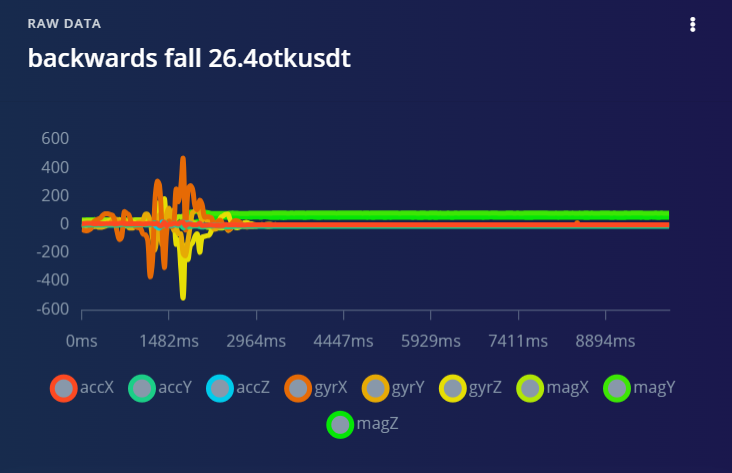 RAW DATA
backwards fall 26.4otkusdt
600
400
200
0
-200
-400
-600
0ms 1482ms 2964ms 4447ms 5929ms 7411ms 8894ms
accX accY accZ gyrX gyrY gyrZ magX magY
magZ